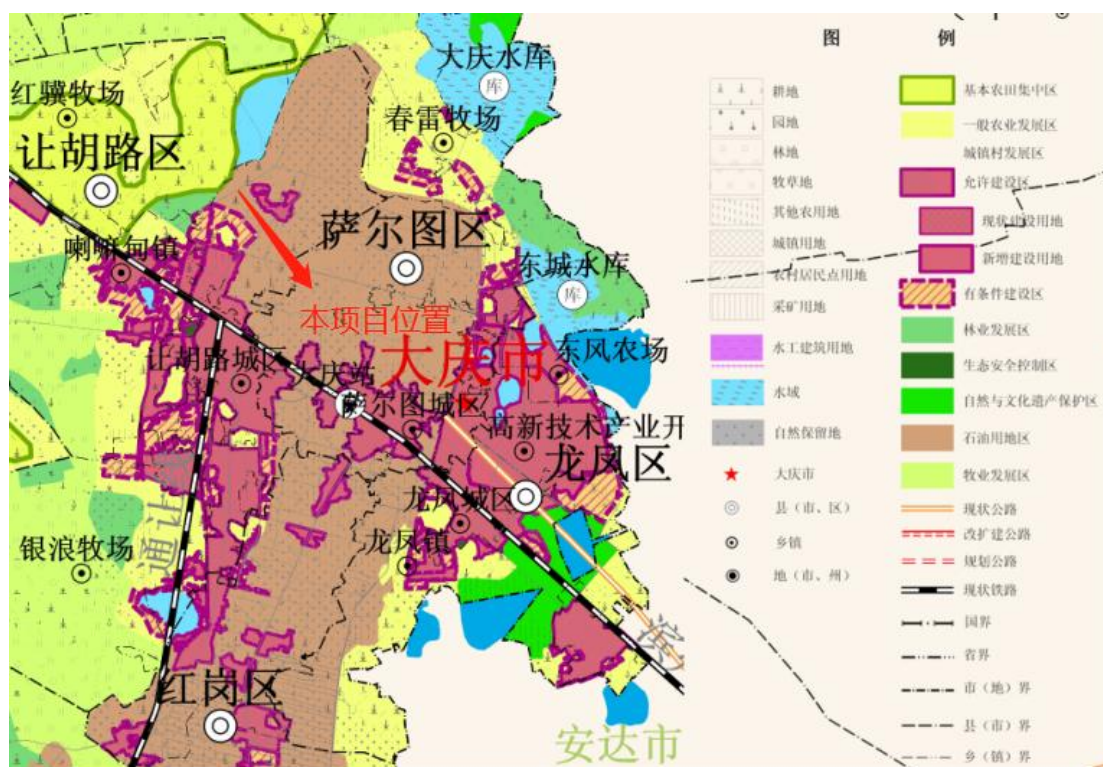 大庆水库
库
红骥牧场
春雷牧场
让胡路区
萨尔图区
喇嘛甸镇
东城水库
库
本项目位置
大庆市
东风农场
让胡路城区
大庆站
萨尔图城区
高新技术产业开
龙凤区
龙凤城区
龙凤镇
通让
银浪牧场
滨
红岗区
安达市
图 例
耕地
园地
林地
牧草地
其他农用地
城镇用地
农村居民点用地
采矿用地
水工建筑用地
水域
自然保留地
大庆市
县（市、区）
乡镇
地（市、州）
基本农田集中区
一般农业发展区
城镇村发展区
允许建设区
现状建设用地
新增建设用地
有条件建设区
林业发展区
生态安全控制区
自然与文化遗产保护区
石油用地区
牧业发展区
现状公路
改扩建公路
规划公路
现状铁路
国界
省界
市（地）界
县（市）界
乡（镇）界